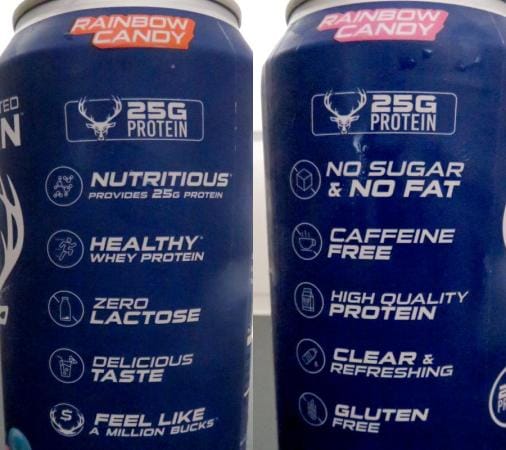 RAINBOW
CANDY
25G
PROTEIN
NUTRITIOUS*
PROVIDES 25G PROTEIN
HEALTHY*
WHEY PROTEIN
ZERO
LACTOSE
DELICIOUS
TASTE
S
FEEL LIKE
A MILLION BUCKS
RAINBOW
CANDY
25G
PROTEIN
NO SUGAR
& NO FAT
CAFFEINE
FREE
HIGH QUALITY
PROTEIN
CLEAR &
REFRESHING
GLUTEN
FREE